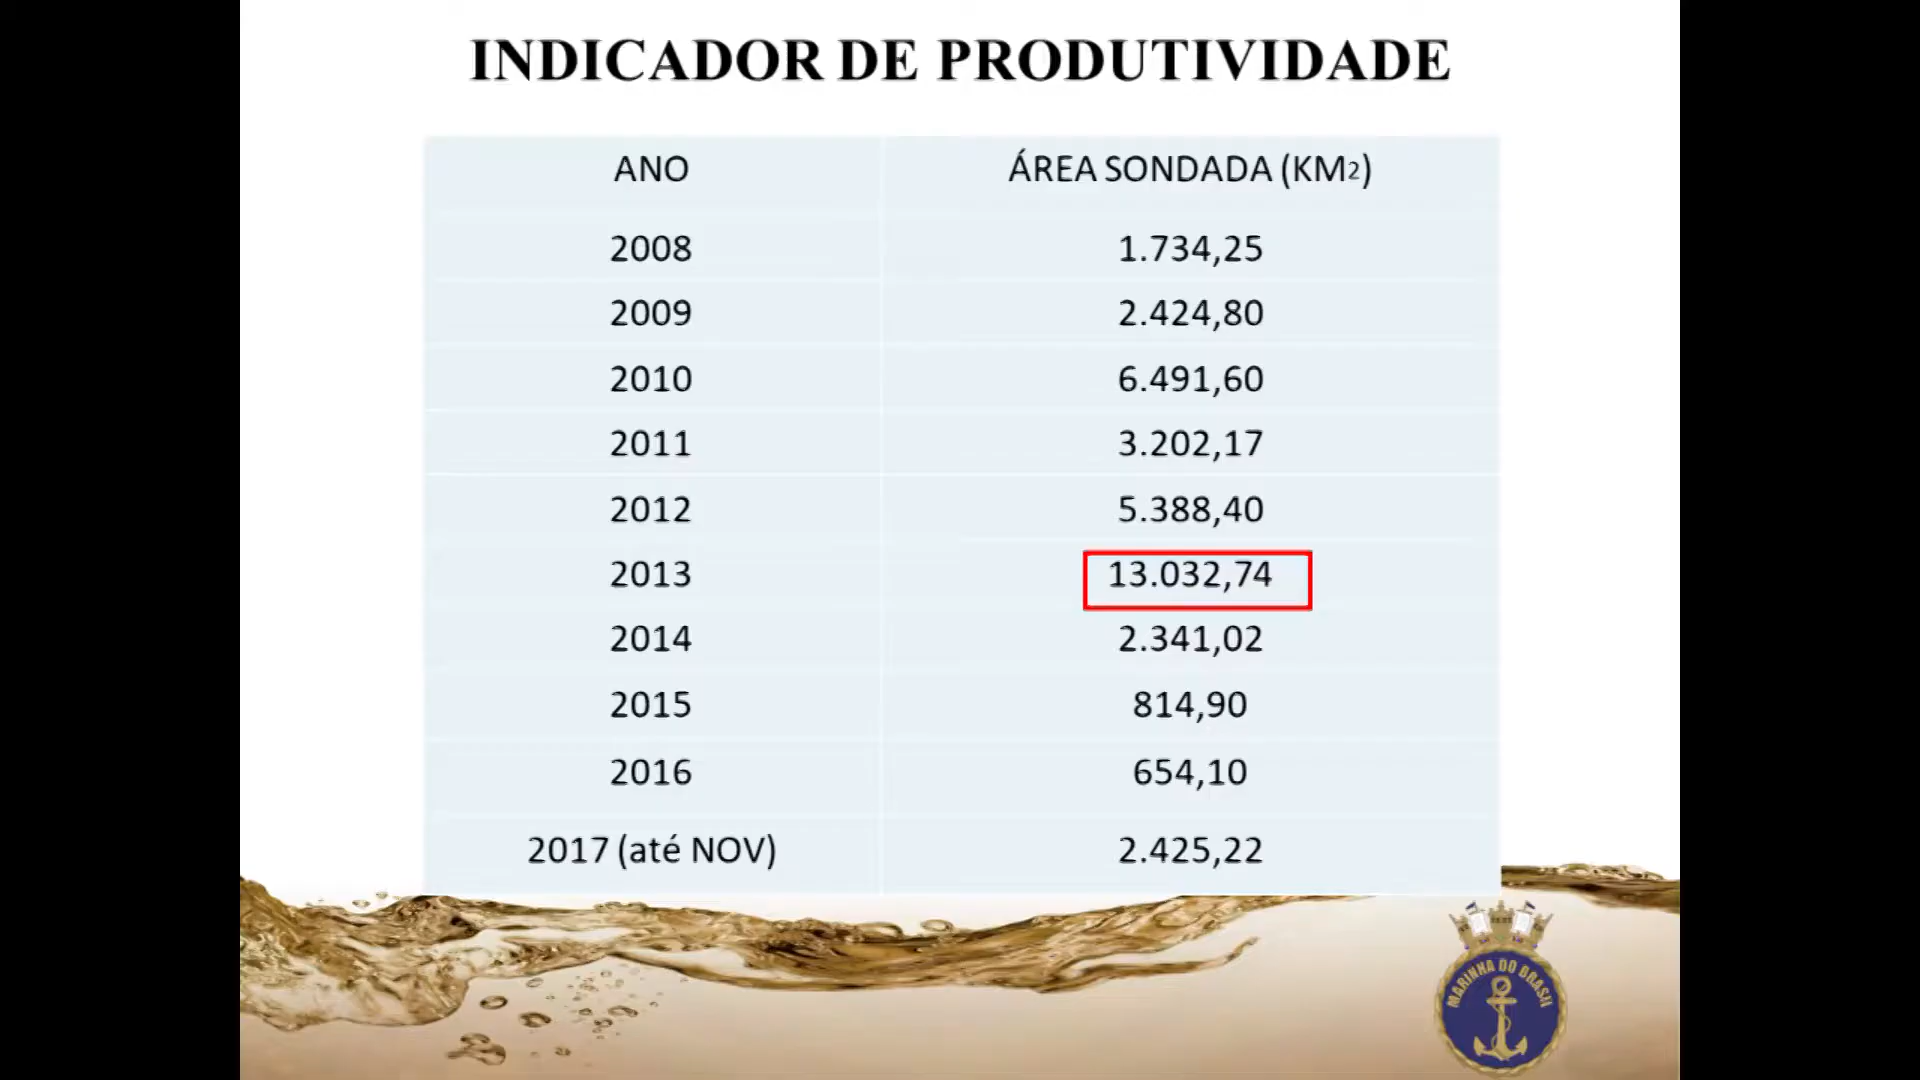 INDICADOR DE PRODUTIVIDADE
ANO ÁREA SONDADA (KM2)
2008 1.734,25
2009 2.424,80
2010 6.491,60
2011 3.202,17
2012 5.388,40
2013 13.032,74
2014 2.341,02
2015 814,90
2016 654,10
2017 (até NOV) 2.425,22
MARINHA DO BRASIL